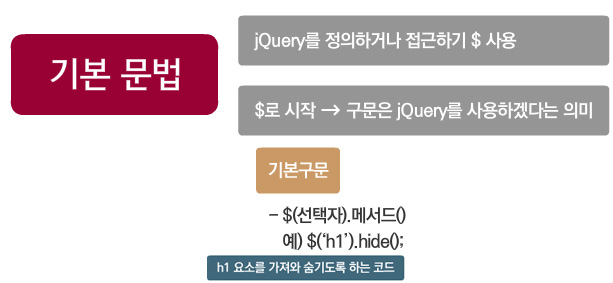 기본 문법
jQuery를 정의하거나 접근하기 $ 사용
$로 시작 → 구문은 jQuery를 사용하겠다는 의미
기본구문
– $(선택자).메서드()
예) $(‘h1’).hide();
h1 요소를 가져와 숨기도록 하는 코드